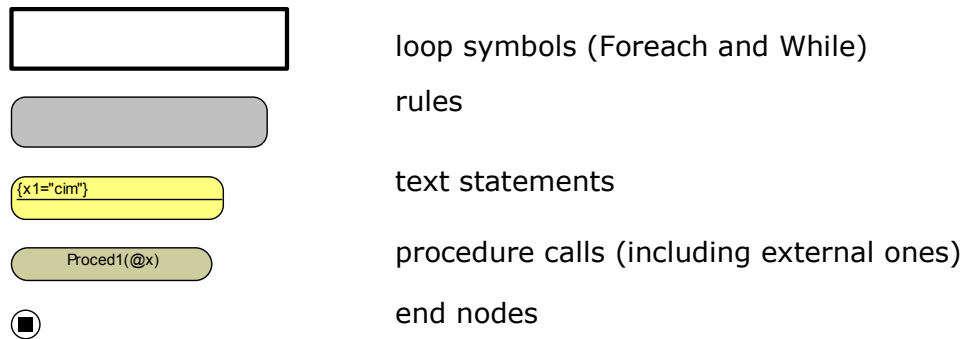 loop symbols (Foreach and While)
rules
{x1="cim"}
text statements
Proced1(@x)
procedure calls (including external ones)
end nodes